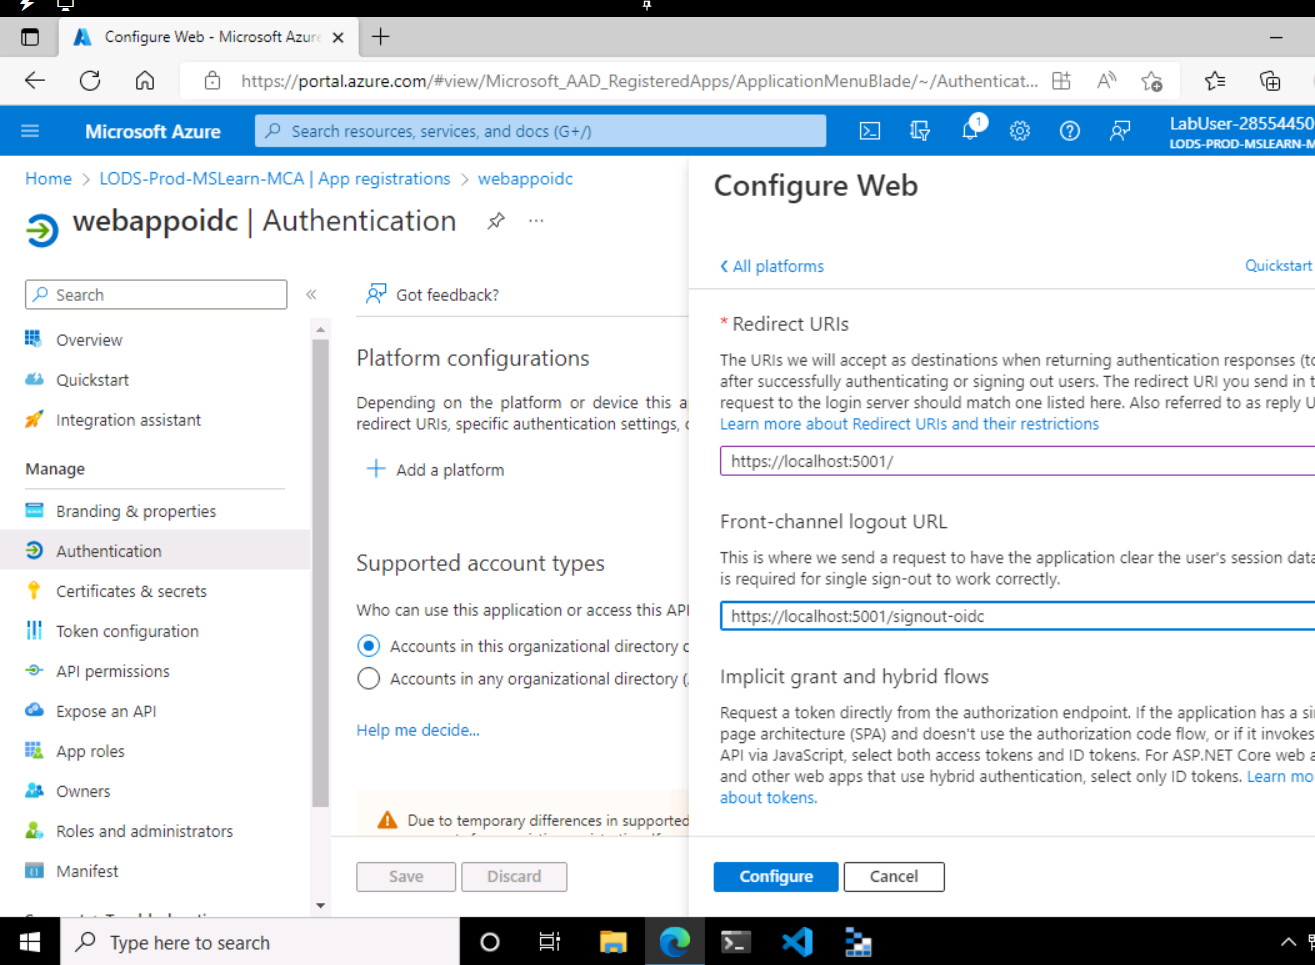 Configure Web - Microsoft Azure
https://portal.azure.com/#view/Microsoft_AAD_RegisteredApps/ApplicationMenuBlade/~/Authenticat...
Microsoft Azure
Search resources, services, and docs (G+/)
1
LabUser-28554450
LODS-PROD-MSLEARN-M
Home > LODS-Prod-MSLearn-MCA | App registrations > webappoidc
webappoidc | Authentication
...
Search
«
Overview
Quickstart
Integration assistant
Manage
Branding & properties
Authentication
Certificates & secrets
Token configuration
API permissions
Expose an API
App roles
Owners
Roles and administrators
Manifest
Got feedback?
Platform configurations
Depending on the platform or device this
redirect URIs, specific authentication settings,
Add a platform
Supported account types
Who can use this application or access this API
Accounts in this organizational directory
Accounts in any organizational directory
Help me decide...
Due to temporary differences in supported
Save
Discard
Configure Web
All platforms
Quickstart
* Redirect URIs
The URIs we will accept as destinations when returning authentication responses
after successfully authenticating or signing out users. The redirect URI you send in
request to the login server should match one listed here. Also referred to as reply
Learn more about Redirect URIs and their restrictions
https://localhost:5001/
Front-channel logout URL
This is where we send a request to have the application clear the user's session data
is required for single sign-out to work correctly.
https://localhost:5001/signout-oidc
Implicit grant and hybrid flows
Request a token directly from the authorization endpoint. If the application has a
page architecture (SPA) and doesn't use the authorization code flow, or if it invokes
API via JavaScript, select both access tokens and ID tokens. For ASP.NET Core web
and other web apps that use hybrid authentication, select only ID tokens. Learn
about tokens.
Configure
Cancel
Type here to search